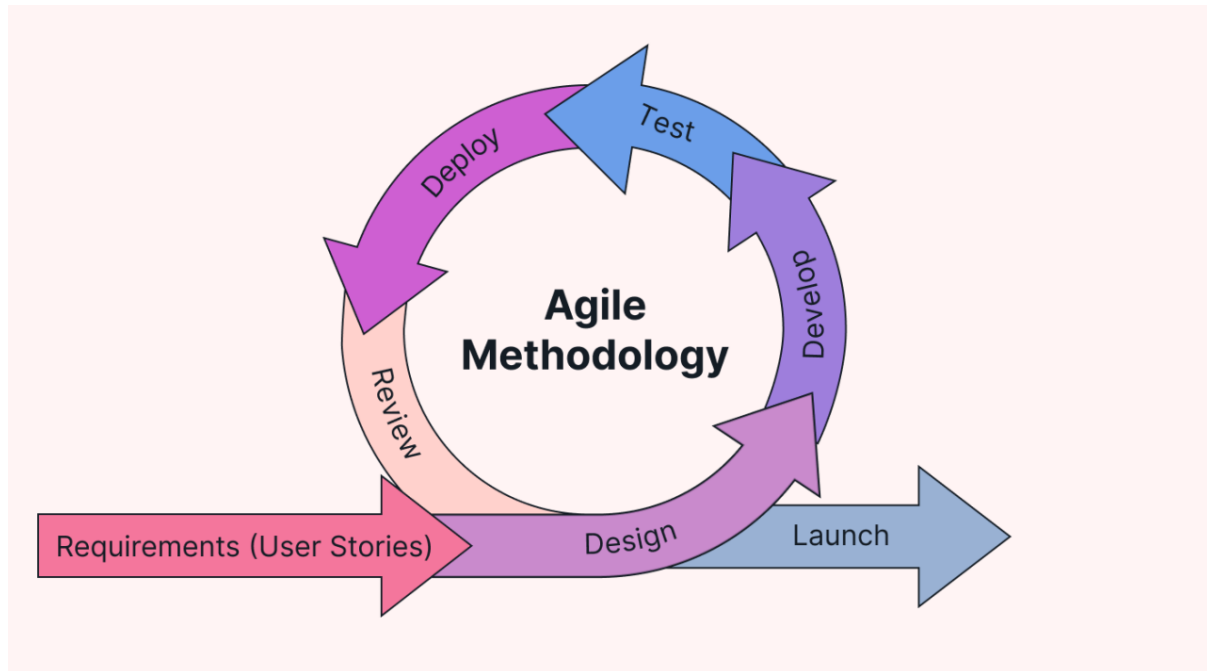 Test
Deploy
Develop
Agile
Methodology
Review
Requirements (User Stories)
Design
Launch